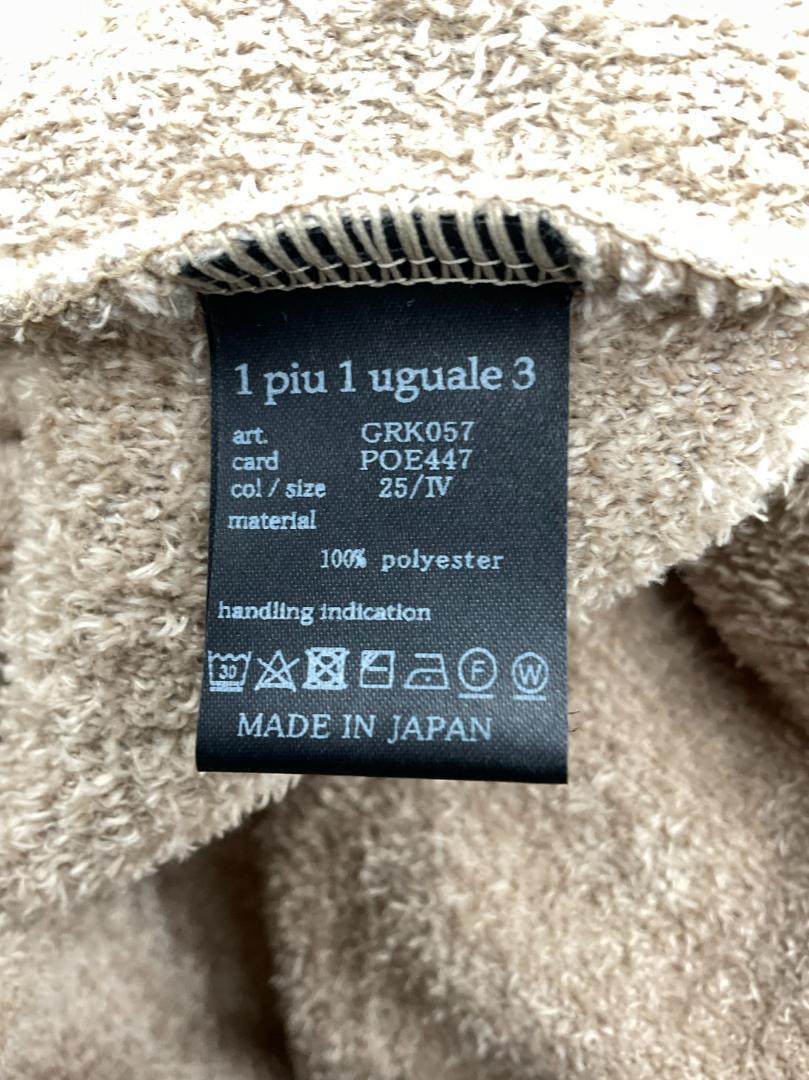 1 piu 1 uguale 3
art. GRK057
card POE447
col / size 25/IV
material
100% polyester
handling indication
30 F W
MADE IN JAPAN